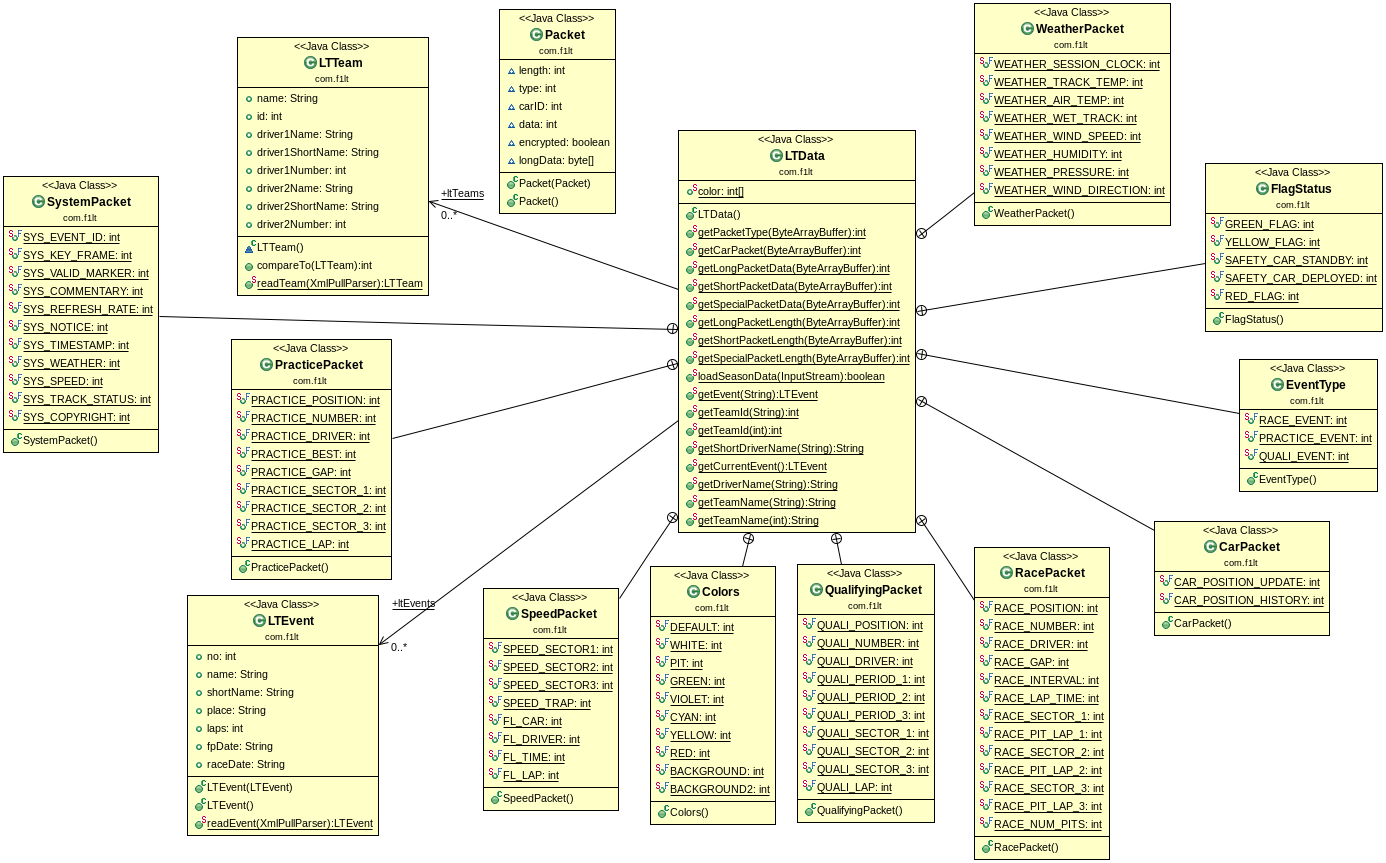 <<Java Class>>
SystemPacket
com.f1lt
SYS_EVENT_ID: int
SYS_KEY_FRAME: int
SYS_VALID_MARKER: int
SYS_COMMENTARY: int
SYS_REFRESH_RATE: int
SYS_NOTICE: int
SYS_TIMESTAMP: int
SYS_WEATHER: int
SYS_SPEED: int
SYS_TRACK_STATUS: int
SYS_COPYRIGHT: int
SystemPacket()
<<Java Class>>
LTTeam
com.f1lt
name: String
id: int
driver1Name: String
driver1ShortName: String
driver1Number: int
driver2Name: String
driver2ShortName: String
driver2Number: int
LTTeam()
compareTo(LTTeam):int
readTeam(XmlPullParser):LTTeam
<<Java Class>>
Packet
com.f1lt
length: int
type: int
carID: int
data: int
encrypted: boolean
longData: byte[]
Packet(Packet)
Packet()
+ltTeams
0..*
<<Java Class>>
PracticePacket
com.f1lt
PRACTICE_POSITION: int
PRACTICE_NUMBER: int
PRACTICE_DRIVER: int
PRACTICE_BEST: int
PRACTICE_GAP: int
PRACTICE_SECTOR_1: int
PRACTICE_SECTOR_2: int
PRACTICE_SECTOR_3: int
PRACTICE_LAP: int
PracticePacket()
<<Java Class>>
LTData
com.f1lt
color: int[]
LTData()
getPacketType(ByteArrayBuffer):int
getCarPacket(ByteArrayBuffer):int
getLongPacketData(ByteArrayBuffer):int
getShortPacketData(ByteArrayBuffer):int
getSpecialPacketData(ByteArrayBuffer):int
getLongPacketLength(ByteArrayBuffer):int
getShortPacketLength(ByteArrayBuffer):int
getSpecialPacketLength(ByteArrayBuffer):int
loadSeasonData(InputStream):boolean
getEvent(String):LTEvent
getTeamId(String):int
getTeamId(int):int
getShortDriverName(String):String
getCurrentEvent():LTEvent
getDriverName(String):String
getTeamName(String):String
getTeamName(int):String
<<Java Class>>
WeatherPacket
com.f1lt
WEATHER_SESSION_CLOCK: int
WEATHER_TRACK_TEMP: int
WEATHER_AIR_TEMP: int
WEATHER_WET_TRACK: int
WEATHER_WIND_SPEED: int
WEATHER_HUMIDITY: int
WEATHER_PRESSURE: int
WEATHER_WIND_DIRECTION: int
WeatherPacket()
<<Java Class>>
FlagStatus
com.f1lt
GREEN_FLAG: int
YELLOW_FLAG: int
SAFETY_CAR_STANDBY: int
SAFETY_CAR_DEPLOYED: int
RED_FLAG: int
FlagStatus()
<<Java Class>>
EventType
com.f1lt
RACE_EVENT: int
PRACTICE_EVENT: int
QUALI_EVENT: int
EventType()
<<Java Class>>
CarPacket
com.f1lt
CAR_POSITION_UPDATE: int
CAR_POSITION_HISTORY: int
CarPacket()
+ltEvents
0..*
<<Java Class>>
LTEvent
com.f1lt
no: int
name: String
shortName: String
place: String
laps: int
fpDate: String
raceDate: String
LTEvent(LTEvent)
LTEvent()
readEvent(XmlPullParser):LTEvent
<<Java Class>>
SpeedPacket
com.f1lt
SPEED_SECTOR1: int
SPEED_SECTOR2: int
SPEED_SECTOR3: int
SPEED_TRAP: int
FL_CAR: int
FL_DRIVER: int
FL_TIME: int
FL_LAP: int
SpeedPacket()
<<Java Class>>
Colors
com.f1lt
DEFAULT: int
WHITE: int
PIT: int
GREEN: int
VIOLET: int
CYAN: int
YELLOW: int
RED: int
BACKGROUND: int
BACKGROUND2: int
Colors()
<<Java Class>>
QualifyingPacket
com.f1lt
QUALI_POSITION: int
QUALI_NUMBER: int
QUALI_DRIVER: int
QUALI_PERIOD_1: int
QUALI_PERIOD_2: int
QUALI_PERIOD_3: int
QUALI_SECTOR_1: int
QUALI_SECTOR_2: int
QUALI_SECTOR_3: int
QUALI_LAP: int
QualifyingPacket()
<<Java Class>>
RacePacket
com.f1lt
RACE_POSITION: int
RACE_NUMBER: int
RACE_DRIVER: int
RACE_GAP: int
RACE_INTERVAL: int
RACE_LAP_TIME: int
RACE_SECTOR_1: int
RACE_PIT_LAP_1: int
RACE_SECTOR_2: int
RACE_PIT_LAP_2: int
RACE_SECTOR_3: int
RACE_PIT_LAP_3: int
RACE_NUM_PITS: int
RacePacket()